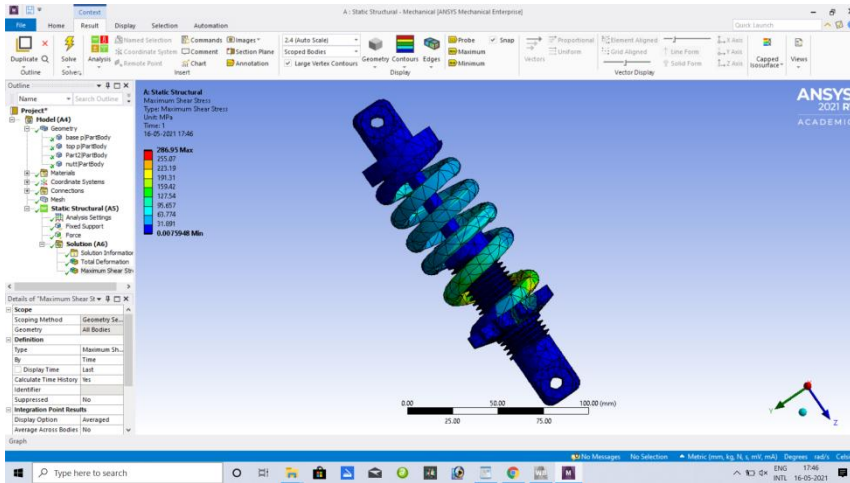 Context
A : Static Structural - Mechanical [ANSYS Mechanical Enterprise]
File Home Result Display Selection Automation
Quick Launch
Duplicate Q Solve Analysis
Named Selection Commands Images
Coordinate System Comment Section Plane
Remote Point Chart Annotation
2.4 (Auto Scale)
Scoped Bodies
Large Vertex Contours
Geometry Contours Edges
Probe Snap
Maximum
Minimum
Vectors
Proportional Element Aligned X Axis
Uniform Grid Aligned Line Form Y Axis
Solid Form Z Axis
Capped Isosurface
Views
Outline Solver Insert Display Vector Display
Outline
Name Search Outline
Project*
Model (A4)
Geometry
base p|PartBody
top p|PartBody
Part2|PartBody
nutt|PartBody
Materials
Coordinate Systems
Connections
Mesh
Static Structural (A5)
Analysis Settings
Fixed Support
Force
Solution (A6)
Solution Information
Total Deformation
Maximum Shear Str
Details of "Maximum Shear St
Scope
Scoping Method Geometry Se...
Geometry All Bodies
Definition
Type Maximum Sh...
By Time
Display Time Last
Calculate Time History Yes
Identifier
Suppressed No
Integration Point Results
Display Option Averaged
Average Across Bodies No
Graph
A: Static Structural
Maximum Shear Stress
Type: Maximum Shear Stress
Unit: MPa
Time: 1
16-05-2021 17:46
286.95 Max
255.07
223.19
191.31
159.42
127.54
95.657
63.774
31.891
0.0075948 Min
ANSYS
2021 R
ACADEMIC
0.00 50.00 100.00 (mm)
25.00 75.00
Y
Z
No Messages No Selection Metric (mm, kg, N, s, mV, mA) Degrees rad/s Celsi
Type here to search
ENG 17:46
INTL 16-05-2021